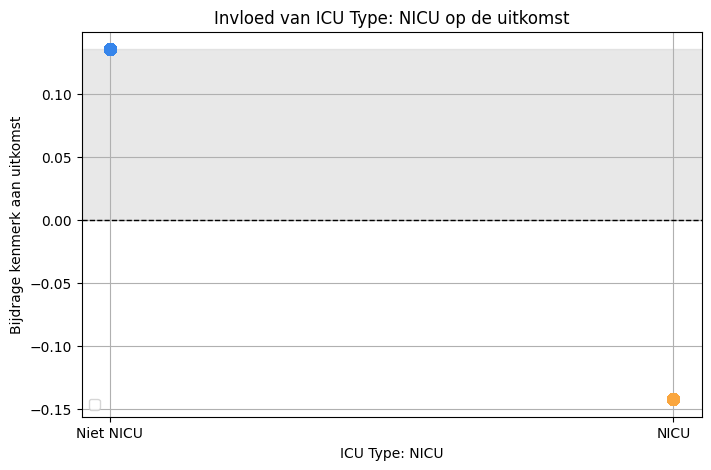 Invloed van ICU Type: NICU op de uitkomst
Bijdrage kenmerk aan uitkomst
0.10
0.05
0.00
−0.05
−0.10
−0.15
Niet NICU
NICU
ICU Type: NICU